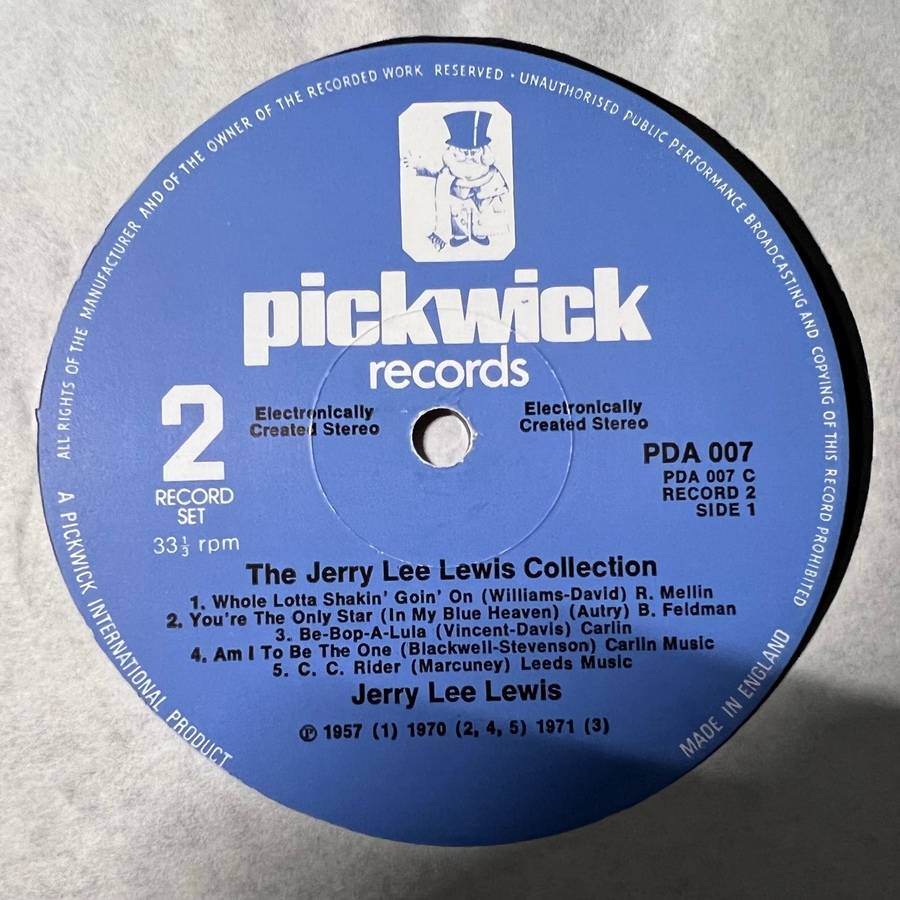 ALL RIGHTS OF THE MANUFACTURER AND OF THE OWNER OF THE RECORDED WORK RESERVED · UNAUTHORISED PUBLIC PERFORMANCE BROADCASTING AND COPYING OF THIS RECORD PROHIBITED
pickwick
records
2
RECORD
SET
33⅓ rpm
Electronically
Created Stereo
Electronically
Created Stereo
PDA 007
PDA 007 C
RECORD 2
SIDE 1
The Jerry Lee Lewis Collection
1. Whole Lotta Shakin' Goin' On (Williams-David) R. Mellin
2. You're The Only Star (In My Blue Heaven) (Autry) B. Feldman
3. Be-Bop-A-Lula (Vincent-Davis) Carlin
4. Am I To Be The One (Blackwell-Stevenson) Carlin Music
5. C. C. Rider (Marcuney) Leeds Music
Jerry Lee Lewis
℗ 1957 (1) 1970 (2, 4, 5) 1971 (3)
A PICKWICK INTERNATIONAL PRODUCT
MADE IN ENGLAND